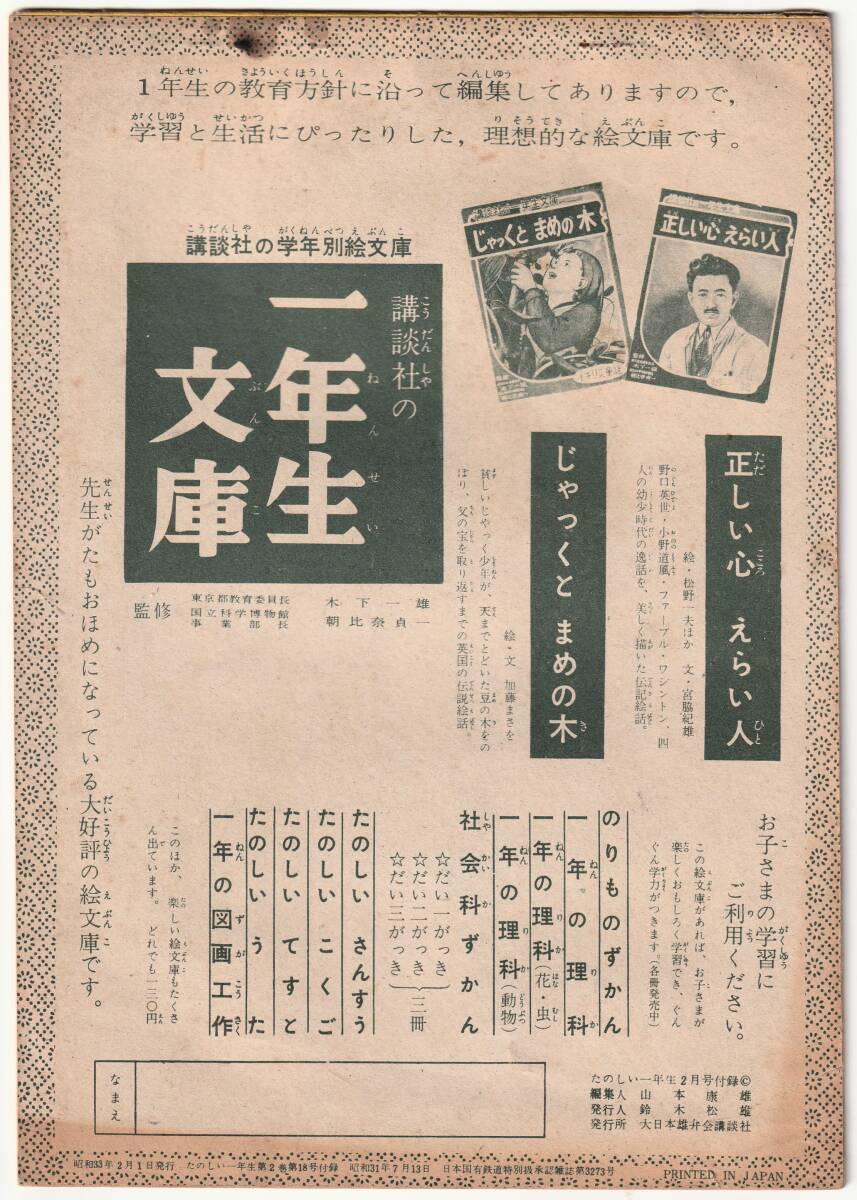 1年生の教育方針に沿って編集してありますので,
学習と生活にぴったりした,理想的な絵文庫です。
じゃっくと まめの木
正しい心 えらい人
講談社の学年別絵文庫
講談社の
一年生
文庫
監修
東京都教育委員長 木下一雄
国立科学博物館
事業部長 朝比奈貞一
先生がたもおほめになっている大好評の絵文庫です。
正しい心 えらい人
絵・松野一夫ほか 文・宮脇紀雄
野口英世・小野道風・ファーブル・ワシントン、四
人の幼少時代の逸話を、美しく描いた伝記絵話。
じゃっくと まめの木
絵・文 加藤まさを
貧しいじゃっく少年が、天までとどいた豆の木をの
ぼり、父の宝を取り返すまでの英国の伝説絵話。
お子さまの学習に
ご利用ください。
この絵文庫があれば、お子さまが
楽しくおもしろく学習でき、ぐん
ぐん学力がつきます。(各冊発売中)
のりものずかん
一年の理科
一年の理科(花・虫)
一年の理科(動物)
社会科ずかん
☆だい一がっき
☆だい二がっき
☆だい三がっき
三冊
たのしい さんすう
たのしい こくご
たのしい てすと
たのしい うた
一年の図画工作
このほか、楽しい絵文庫もたくさ
ん出ています。どれでも一三〇円
なまえ
たのしい一年生2月号付録©
編集人 山本康雄
発行人 鈴木松雄
発行所 大日本雄弁会講談社
昭和33年2月1日発行 たのしい一年生第2巻第18号付録 昭和31年7月13日 日本国有鉄道特別扱承認雑誌第3273号
PRINTED IN JAPAN